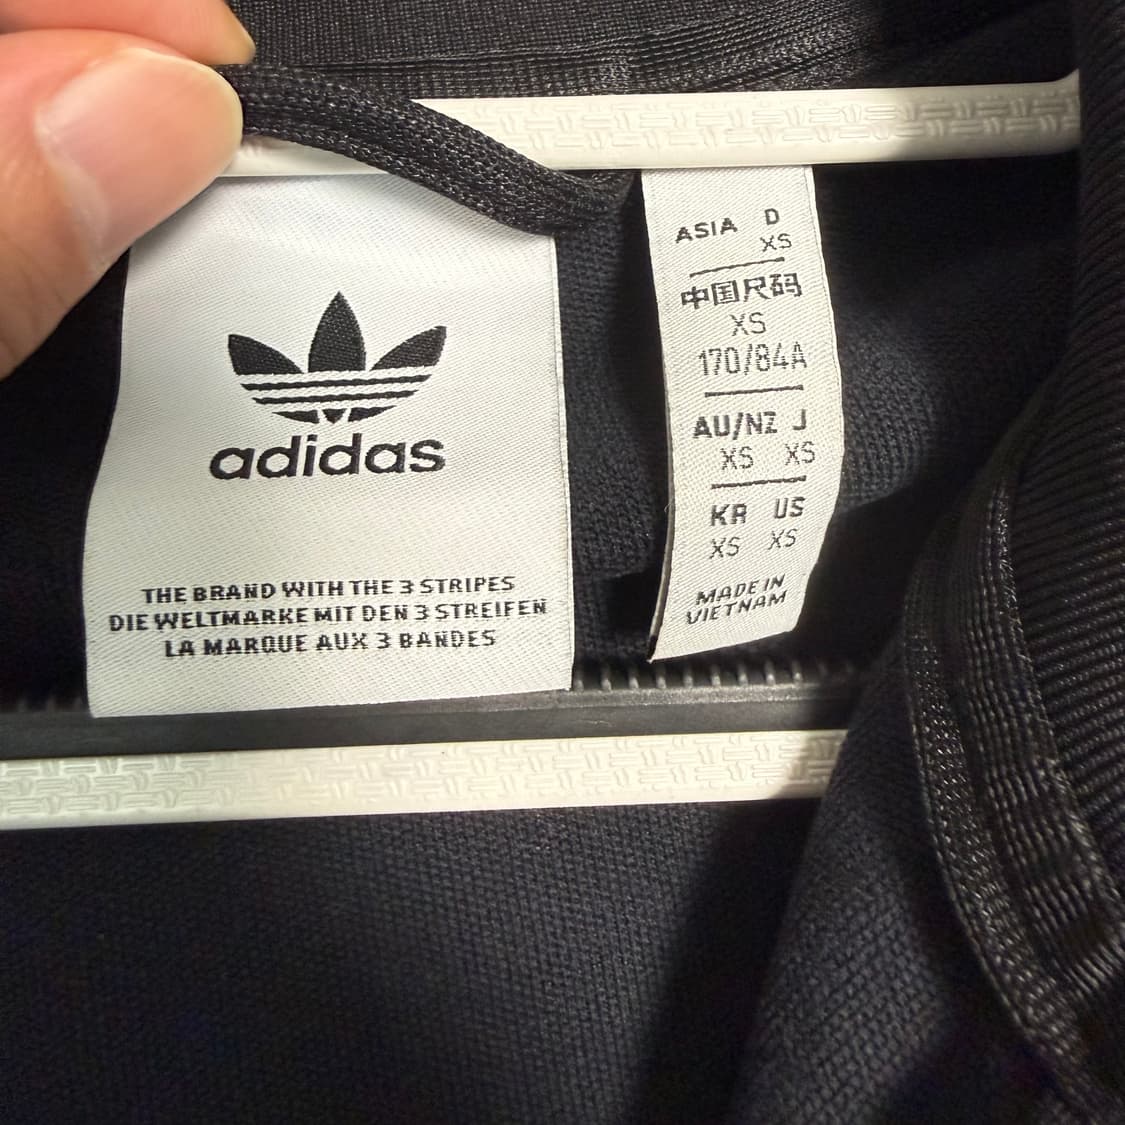 adidas
THE BRAND WITH THE 3 STRIPES
DIE WELTMARKE MIT DEN 3 STREIFEN
LA MARQUE AUX 3 BANDES
ASIA D
XS
中国尺码
XS
170/84A
AU/NZ J
XS XS
KR US
XS XS
MADE IN
VIETNAM